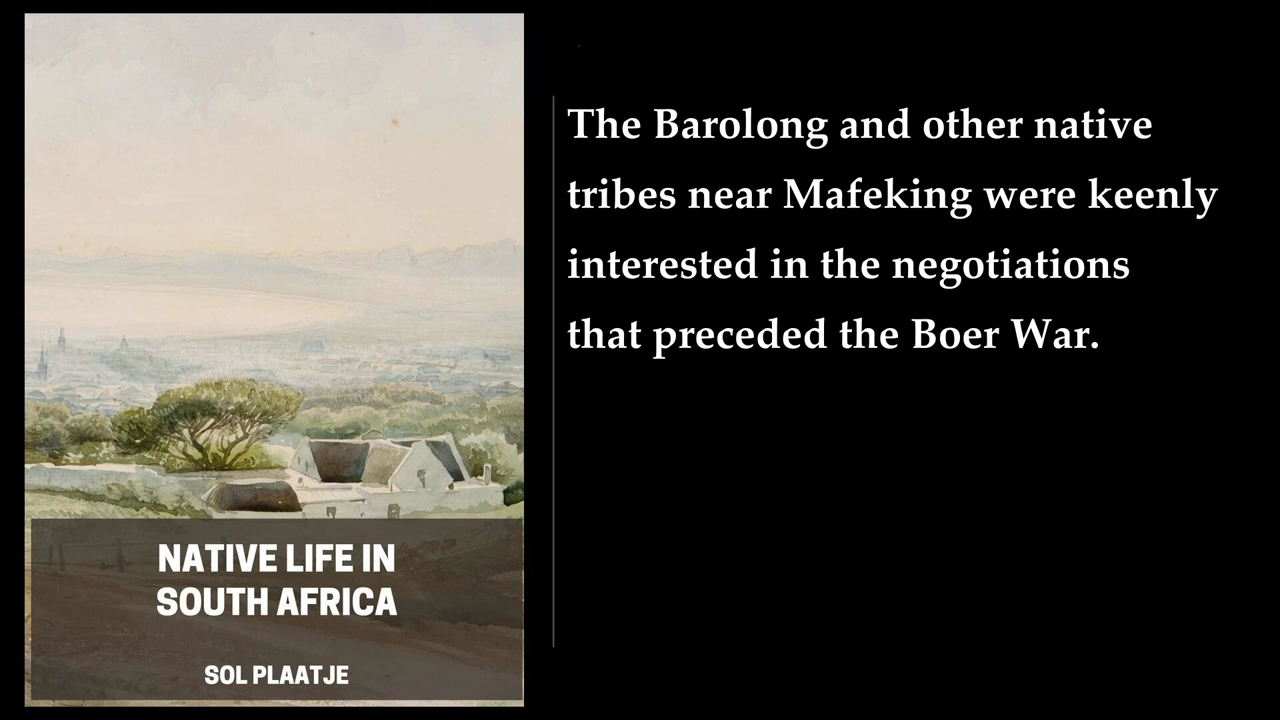 The Barolong and other native
tribes near Mafeking were keenly
interested in the negotiations
that preceded the Boer War.
NATIVE LIFE IN
SOUTH AFRICA
SOL PLAATJE